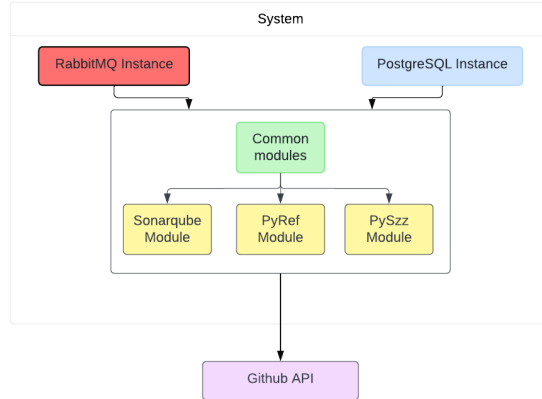 System
RabbitMQ Instance
PostgreSQL Instance
Common
modules
Sonarqube
Module
PyRef
Module
PySzz
Module
Github API